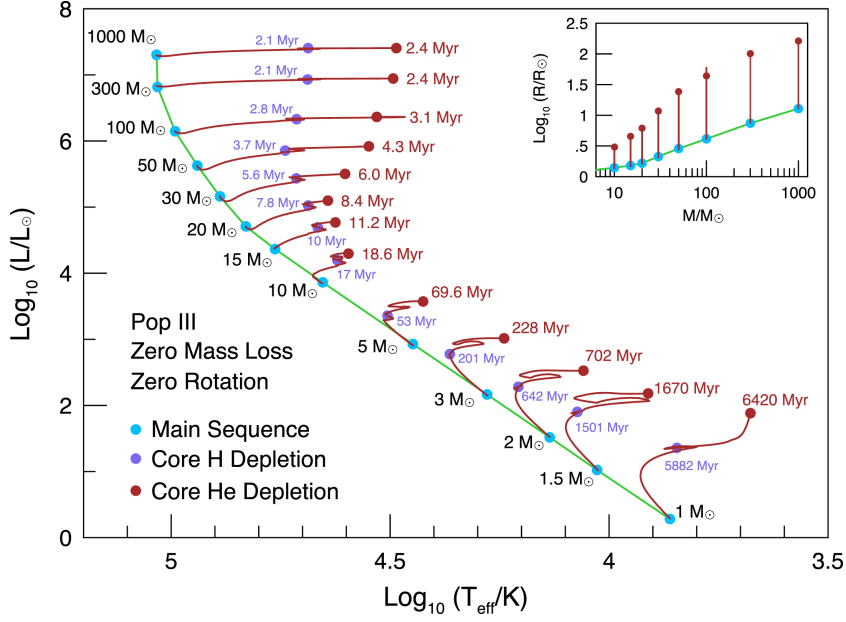 8
6
4
2
0
5
4.5
4
3.5
Log₁₀ (L/L☉)
Log₁₀ (T_eff/K)
1000 M☉
2.1 Myr
2.4 Myr
300 M☉
2.1 Myr
2.4 Myr
100 M☉
2.8 Myr
3.1 Myr
50 M☉
3.7 Myr
4.3 Myr
30 M☉
5.6 Myr
6.0 Myr
20 M☉
7.8 Myr
8.4 Myr
15 M☉
10 Myr
11.2 Myr
10 M☉
17 Myr
18.6 Myr
5 M☉
53 Myr
69.6 Myr
3 M☉
201 Myr
228 Myr
2 M☉
642 Myr
702 Myr
1.5 M☉
1501 Myr
1670 Myr
1 M☉
5882 Myr
6420 Myr
Pop III
Zero Mass Loss
Zero Rotation
Main Sequence
Core H Depletion
Core He Depletion
2.5
2
1.5
1
.5
0
Log₁₀ (R/R☉)
10
100
1000
M/M☉